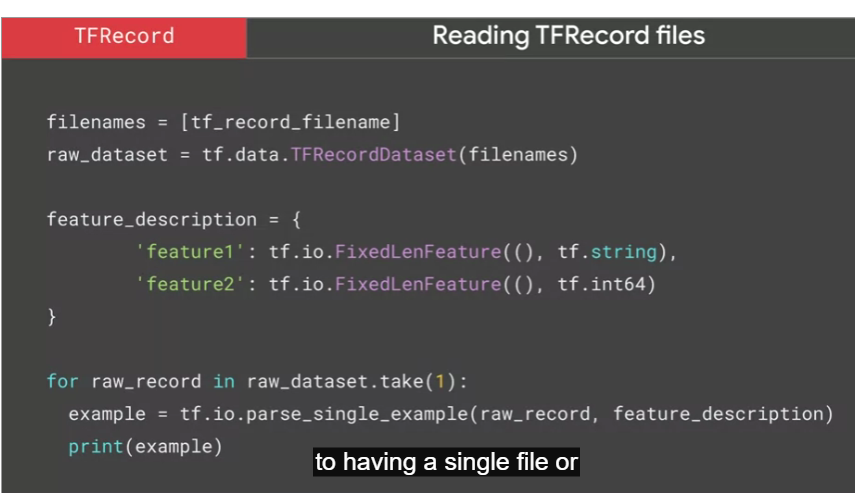 TFRecord
Reading TFRecord files
filenames = [tf_record_filename]
raw_dataset = tf.data.TFRecordDataset(filenames)
feature_description = {
'feature1': tf.io.FixedLenFeature((), tf.string),
'feature2': tf.io.FixedLenFeature((), tf.int64)
}
for raw_record in raw_dataset.take(1):
example = tf.io.parse_single_example(raw_record, feature_description)
print(example)
to having a single file or